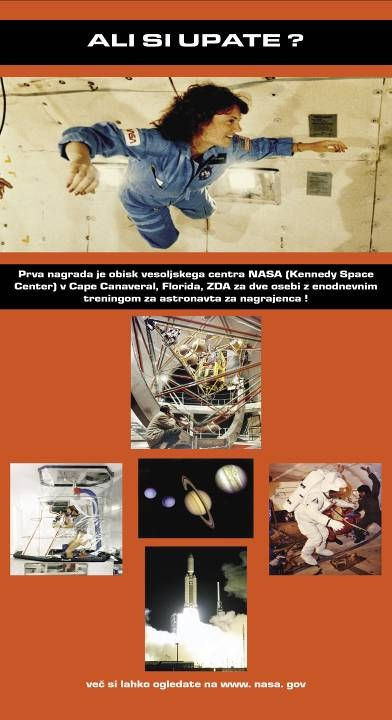 ALI SI UPATE ?
NASA
Prva nagrada je obisk vesoljskega centra NASA (Kennedy Space
Center) v Cape Canaveral, Florida, ZDA za dve osebi z enodnevnim
treningom za astronavta za nagrajenca !
več si lahko ogledate na www. nasa. gov